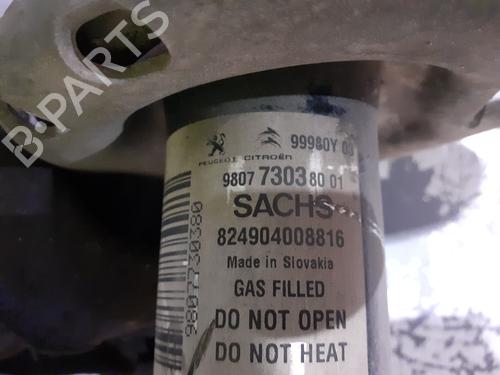 B-PARTS
99980Y 00
PEUGEOT CITROËN
9807 7303 80 01
SACHS
824904008816
Made in Slovakia
GAS FILLED
DO NOT OPEN
DO NOT HEAT
9807730380